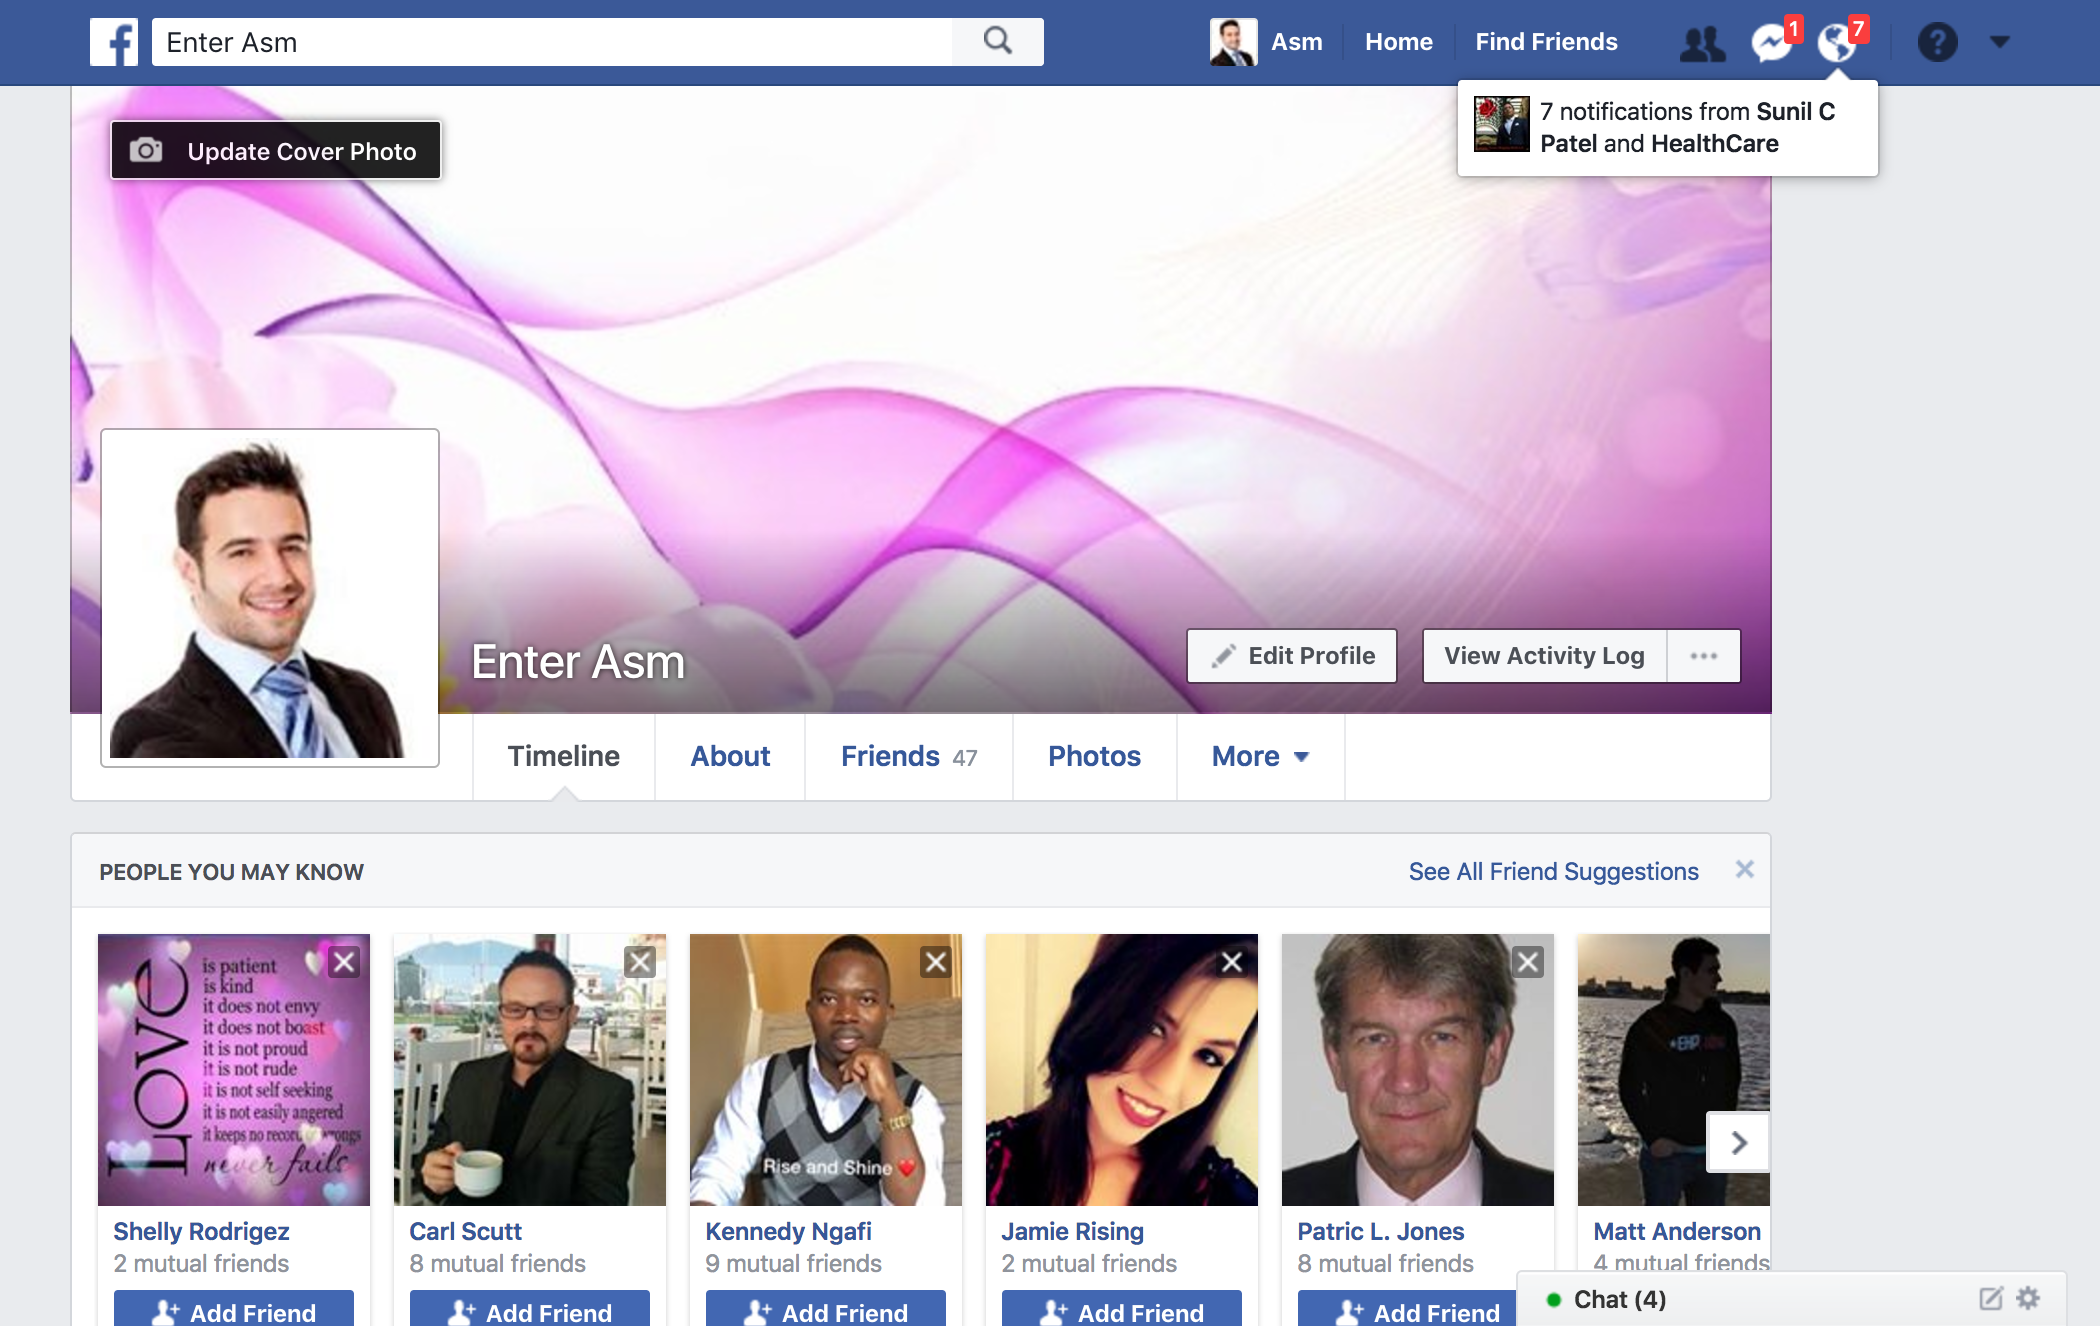 Enter Asm
Asm
Home
Find Friends
1
7
7 notifications from Sunil C
Patel and HealthCare
Update Cover Photo
Enter Asm
Edit Profile
View Activity Log
Timeline
About
Friends 47
Photos
More
PEOPLE YOU MAY KNOW
See All Friend Suggestions
LOVE
is patient
is kind
it does not envy
it does not boast
it is not proud
it is not rude
it is not self seeking
it is not easily angered
it keeps no record of wrongs
never fails
Rise and Shine
Shelly Rodrigez
2 mutual friends
Add Friend
Carl Scutt
8 mutual friends
Add Friend
Kennedy Ngafi
9 mutual friends
Add Friend
Jamie Rising
2 mutual friends
Add Friend
Patric L. Jones
8 mutual friends
Add Friend
Matt Anderson
4 mutual friends
Chat (4)